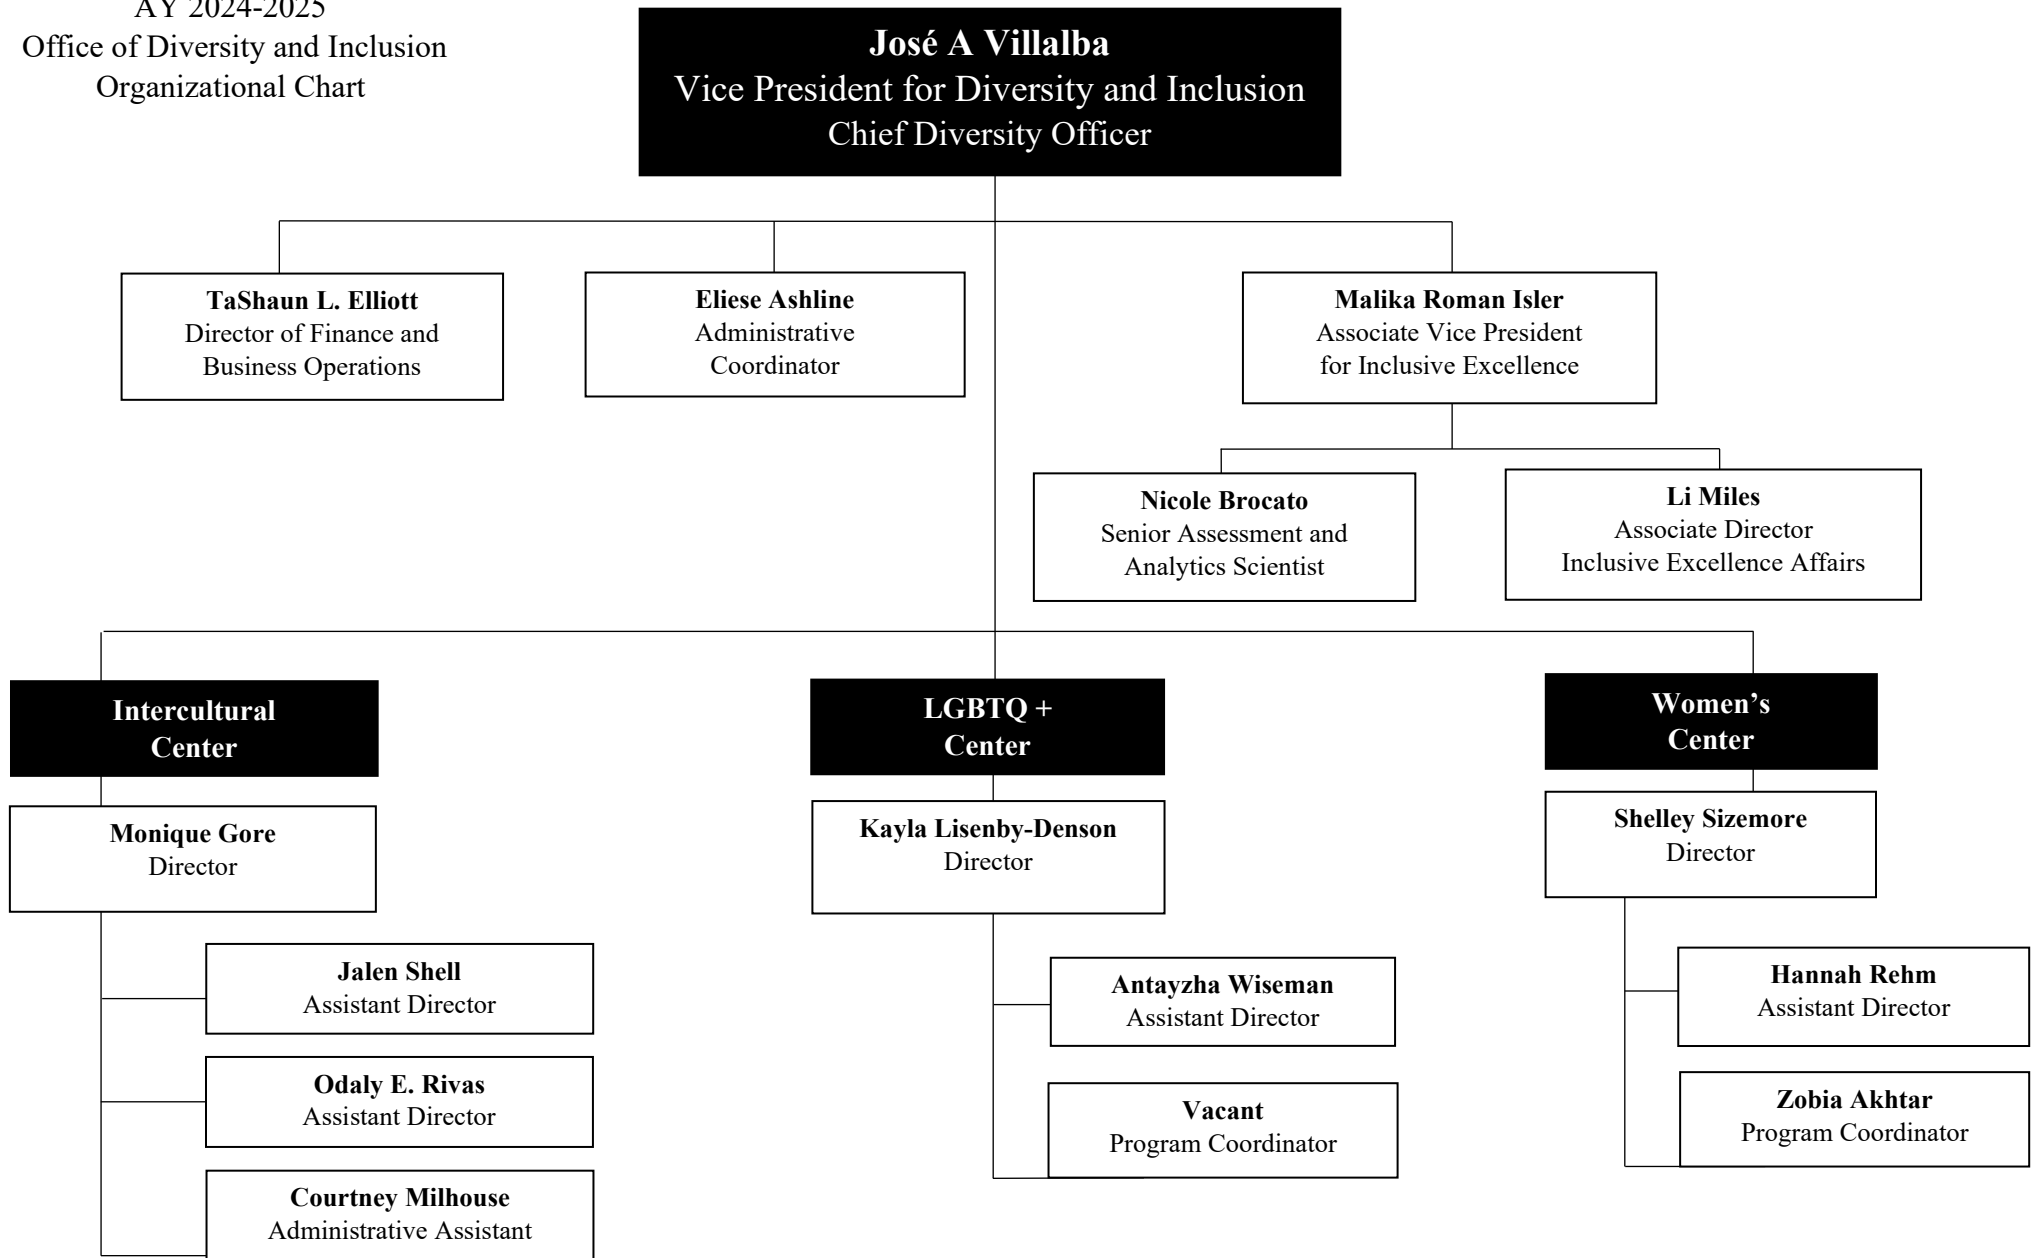 AY 2024-2025
Office of Diversity and Inclusion
Organizational Chart
José A Villalba
Vice President for Diversity and Inclusion
Chief Diversity Officer
TaShaun L. Elliott
Director of Finance and
Business Operations
Eliese Ashline
Administrative
Coordinator
Malika Roman Isler
Associate Vice President
for Inclusive Excellence
Nicole Brocato
Senior Assessment and
Analytics Scientist
Li Miles
Associate Director
Inclusive Excellence Affairs
Intercultural
Center
Monique Gore
Director
Jalen Shell
Assistant Director
Odaly E. Rivas
Assistant Director
Courtney Milhouse
Administrative Assistant
LGBTQ +
Center
Kayla Lisenby-Denson
Director
Antayzha Wiseman
Assistant Director
Vacant
Program Coordinator
Women’s
Center
Shelley Sizemore
Director
Hannah Rehm
Assistant Director
Zobia Akhtar
Program Coordinator